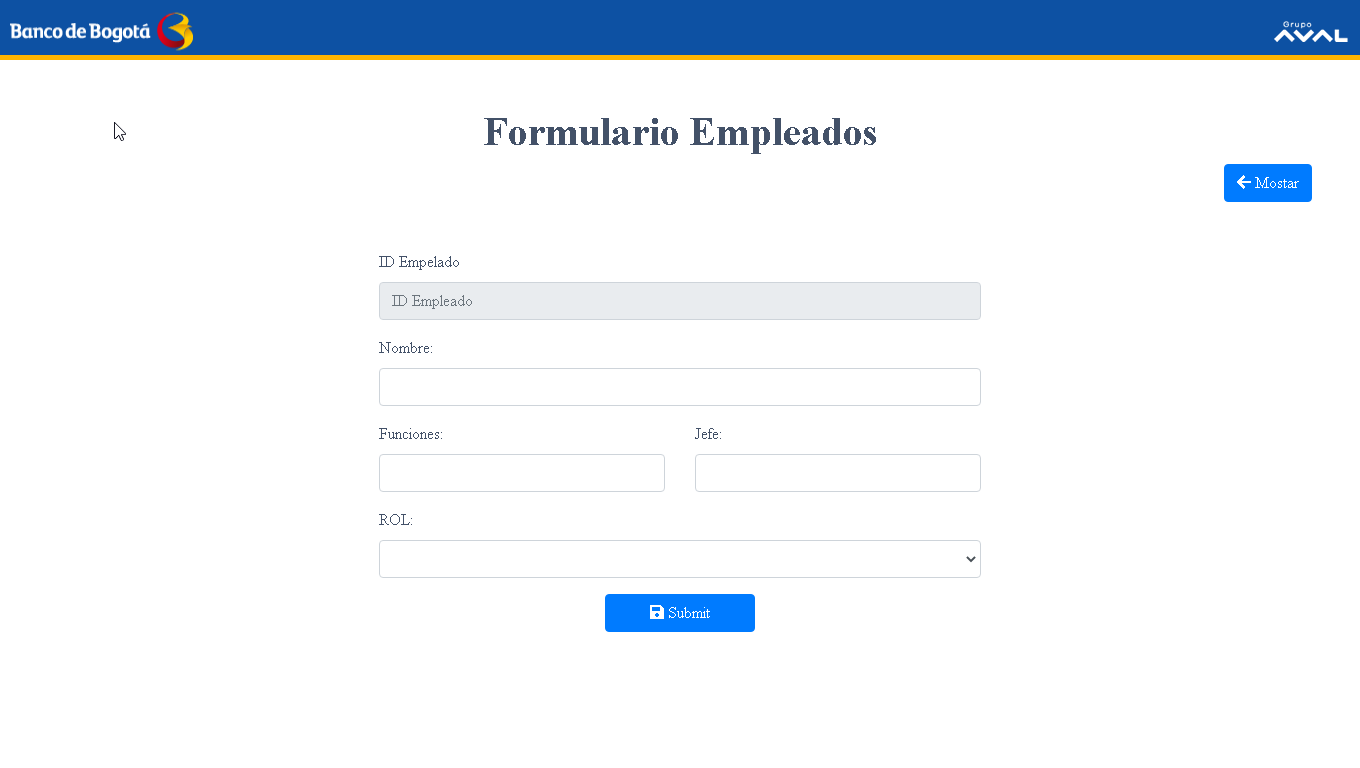 Banco de Bogotá
Grupo
AVAL
Formulario Empleados
Mostar
ID Empelado
ID Empleado
Nombre:
Funciones: Jefe:
ROL:
Submit